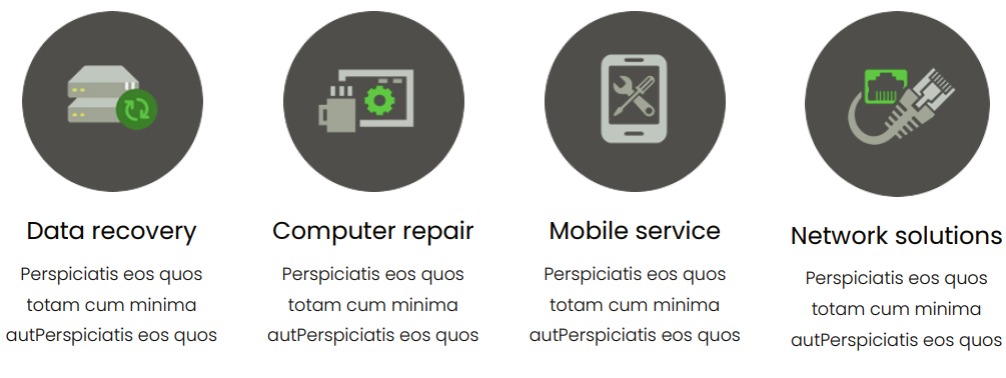 Data recovery
Perspiciatis eos quos
totam cum minima
autPerspiciatis eos quos
Computer repair
Perspiciatis eos quos
totam cum minima
autPerspiciatis eos quos
Mobile service
Perspiciatis eos quos
totam cum minima
autPerspiciatis eos quos
Network solutions
Perspiciatis eos quos
totam cum minima
autPerspiciatis eos quos